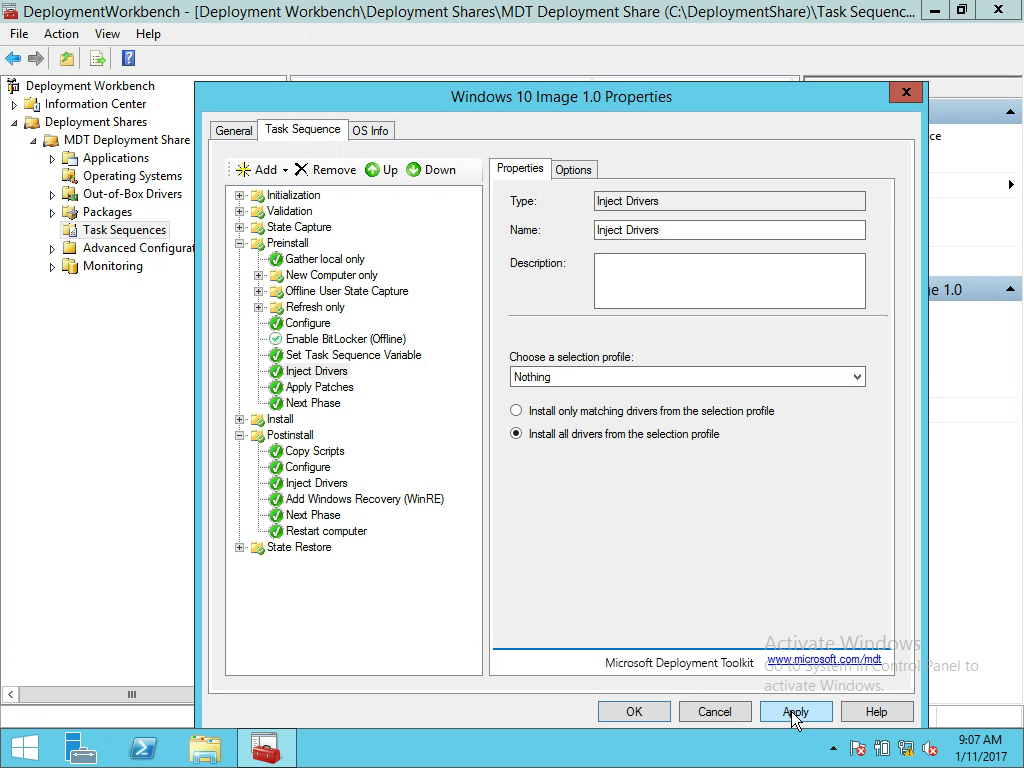 DeploymentWorkbench - [Deployment Workbench\Deployment Shares\MDT Deployment Share (C:\DeploymentShare)\Task Sequenc...
File Action View Help
Deployment Workbench
Information Center
Deployment Shares
MDT Deployment Share
Applications
Operating Systems
Out-of-Box Drivers
Packages
Task Sequences
Advanced Configurat
Monitoring
Windows 10 Image 1.0 Properties
General Task Sequence OS Info
Add Remove Up Down
Initialization
Validation
State Capture
Preinstall
Gather local only
New Computer only
Offline User State Capture
Refresh only
Configure
Enable BitLocker (Offline)
Set Task Sequence Variable
Inject Drivers
Apply Patches
Next Phase
Install
Postinstall
Copy Scripts
Configure
Inject Drivers
Add Windows Recovery (WinRE)
Next Phase
Restart computer
State Restore
Properties Options
Type: Inject Drivers
Name: Inject Drivers
Description:
Choose a selection profile:
Nothing
Install only matching drivers from the selection profile
Install all drivers from the selection profile
Microsoft Deployment Toolkit www.microsoft.com/mdt
OK Cancel Apply Help
ce
ge 1.0
Activate Windows
Go to System in Control Panel to
activate Windows.
9:07 AM
1/11/2017